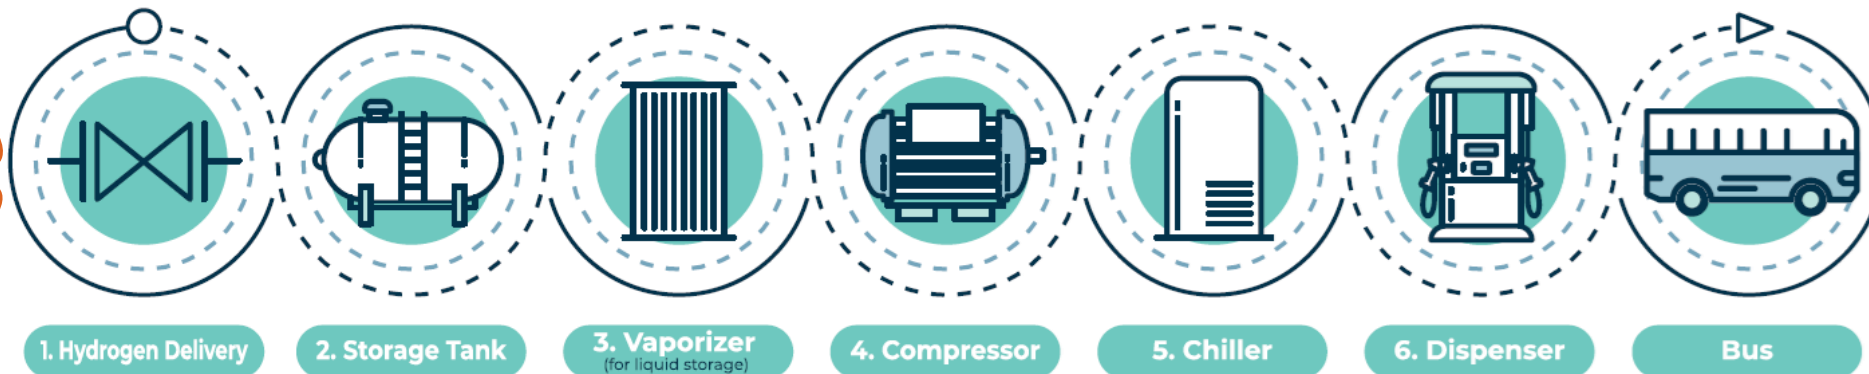 1. Hydrogen Delivery
2. Storage Tank
3. Vaporizer
(for liquid storage)
4. Compressor
5. Chiller
6. Dispenser
Bus